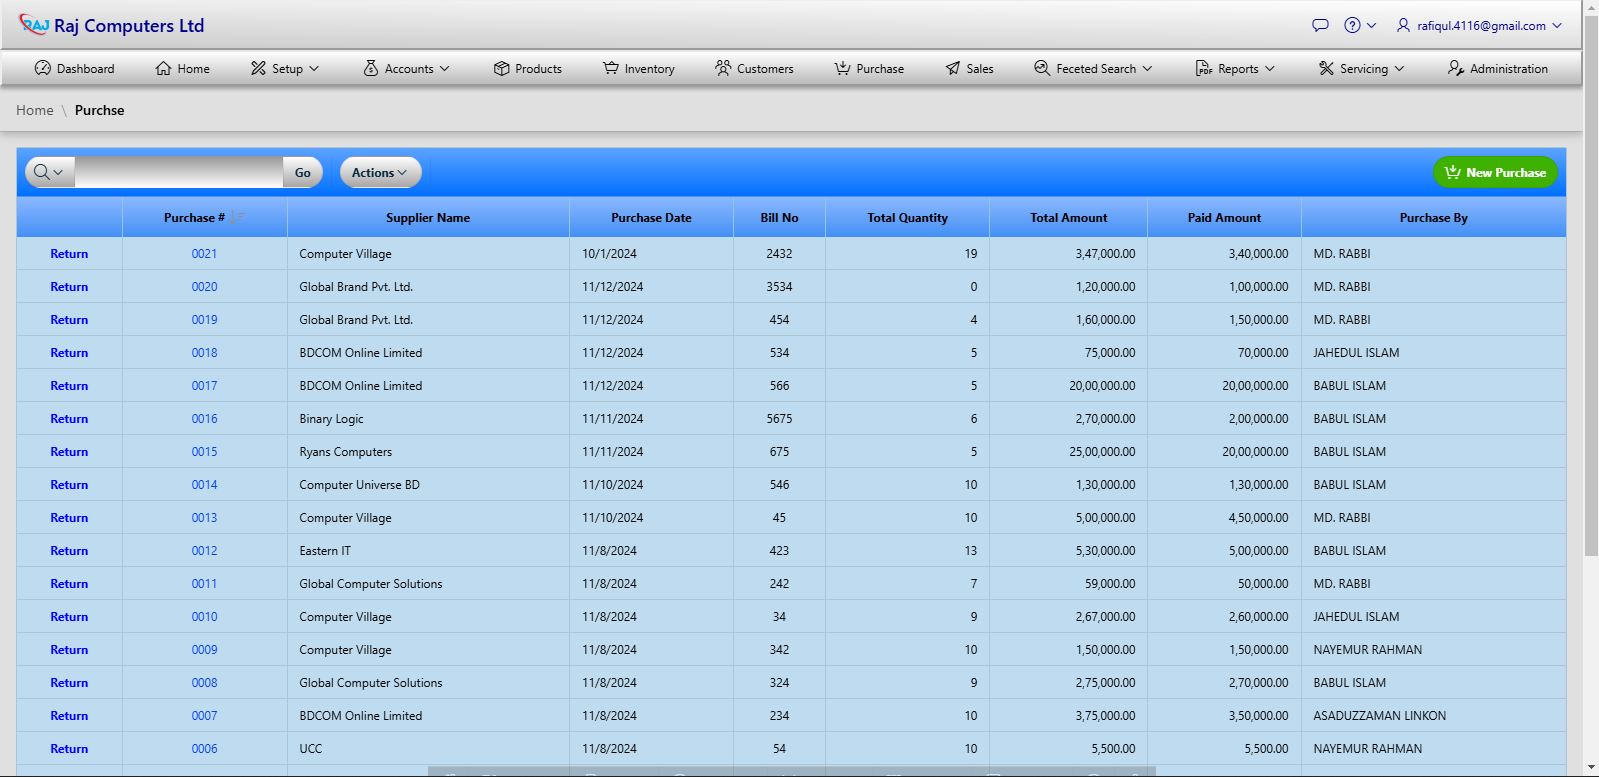 RAJ Raj Computers Ltd rafiqul.4116@gmail.com
Dashboard Home Setup Accounts Products Inventory Customers Purchase Sales Feceted Search PDF Reports Servicing Administration
Home \ Purchse
Go Actions New Purchase
Purchase # Supplier Name Purchase Date Bill No Total Quantity Total Amount Paid Amount Purchase By
Return 0021 Computer Village 10/1/2024 2432 19 3,47,000.00 3,40,000.00 MD. RABBI
Return 0020 Global Brand Pvt. Ltd. 11/12/2024 3534 0 1,20,000.00 1,00,000.00 MD. RABBI
Return 0019 Global Brand Pvt. Ltd. 11/12/2024 454 4 1,60,000.00 1,50,000.00 MD. RABBI
Return 0018 BDCOM Online Limited 11/12/2024 534 5 75,000.00 70,000.00 JAHEDUL ISLAM
Return 0017 BDCOM Online Limited 11/12/2024 566 5 20,00,000.00 20,00,000.00 BABUL ISLAM
Return 0016 Binary Logic 11/11/2024 5675 6 2,70,000.00 2,00,000.00 BABUL ISLAM
Return 0015 Ryans Computers 11/11/2024 675 5 25,00,000.00 20,00,000.00 BABUL ISLAM
Return 0014 Computer Universe BD 11/10/2024 546 10 1,30,000.00 1,30,000.00 BABUL ISLAM
Return 0013 Computer Village 11/10/2024 45 10 5,00,000.00 4,50,000.00 MD. RABBI
Return 0012 Eastern IT 11/8/2024 423 13 5,30,000.00 5,00,000.00 BABUL ISLAM
Return 0011 Global Computer Solutions 11/8/2024 242 7 59,000.00 50,000.00 MD. RABBI
Return 0010 Computer Village 11/8/2024 34 9 2,67,000.00 2,60,000.00 JAHEDUL ISLAM
Return 0009 Computer Village 11/8/2024 342 10 1,50,000.00 1,50,000.00 NAYEMUR RAHMAN
Return 0008 Global Computer Solutions 11/8/2024 324 9 2,75,000.00 2,70,000.00 BABUL ISLAM
Return 0007 BDCOM Online Limited 11/8/2024 234 10 3,75,000.00 3,50,000.00 ASADUZZAMAN LINKON
Return 0006 UCC 11/8/2024 54 10 5,500.00 5,500.00 NAYEMUR RAHMAN